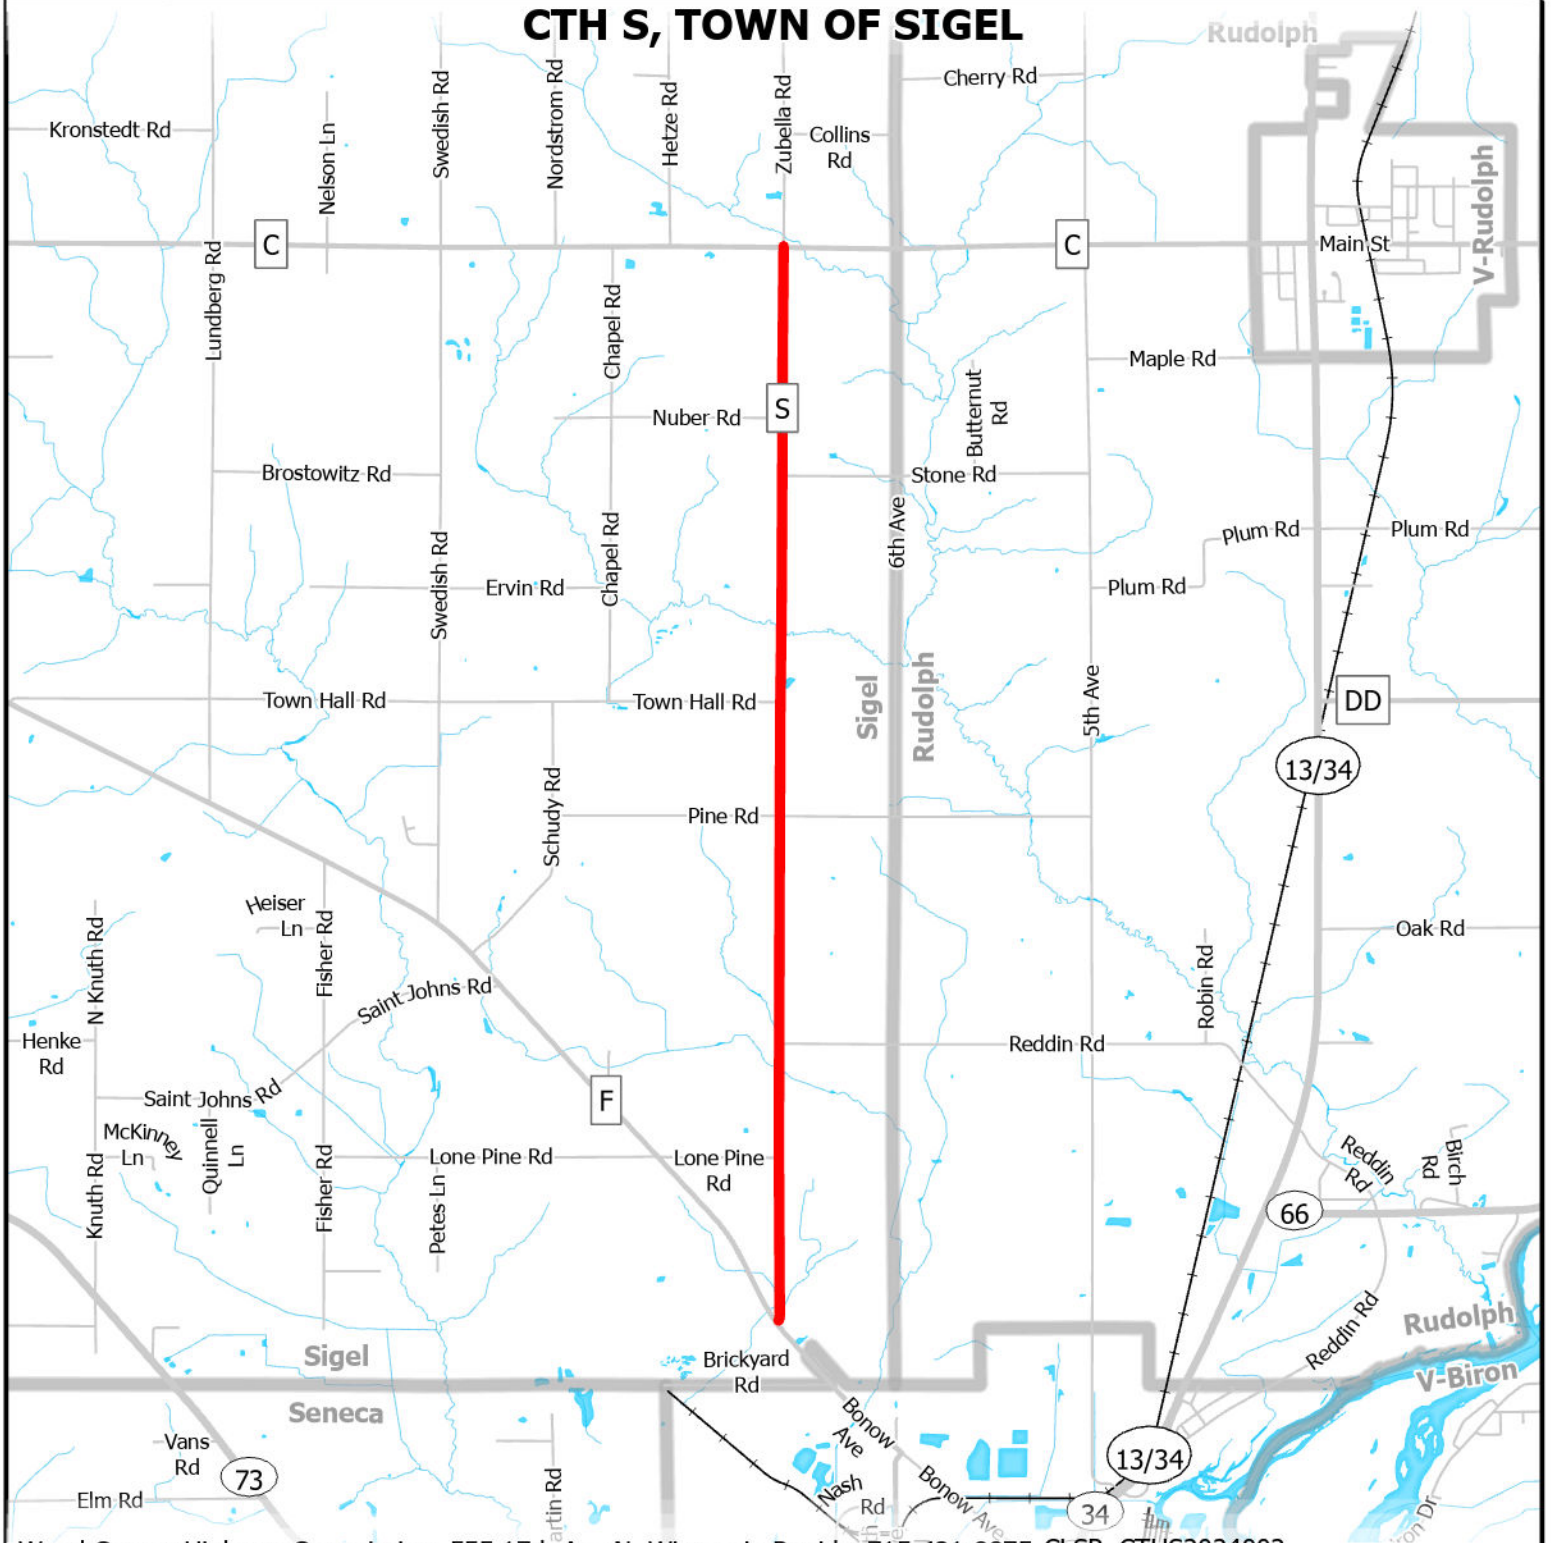 CTH S, TOWN OF SIGEL
Rudolph
Cherry Rd
Kronstedt Rd
Nelson Ln
Swedish Rd
Nordstrom Rd
Hetze Rd
Zubella Rd
Collins
Rd
V-Rudolph
C
C
Main St
Lundberg Rd
Chapel Rd
Maple Rd
Butternut
Rd
S
Nuber Rd
Brostowitz Rd
Stone Rd
6th Ave
Plum Rd
Plum Rd
Swedish Rd
Chapel Rd
Ervin Rd
Plum Rd
Sigel
Rudolph
5th Ave
Town Hall Rd
Town Hall Rd
DD
13/34
Schudy Rd
Pine Rd
Heiser
Ln
N Knuth Rd
Fisher Rd
Oak Rd
Robin Rd
Saint Johns Rd
Henke
Rd
Reddin Rd
Saint Johns Rd
F
McKinney
Ln
Quinnell
Ln
Knuth Rd
Fisher Rd
Lone Pine Rd
Petes Ln
Lone Pine
Rd
Reddin
Rd
Birch
Rd
66
Reddin Rd
Rudolph
V-Biron
Sigel
Brickyard
Rd
Seneca
Bonow
Ave
Vans
Rd
73
13/34
Elm Rd
Nash
Rd
Bonow Ave
34